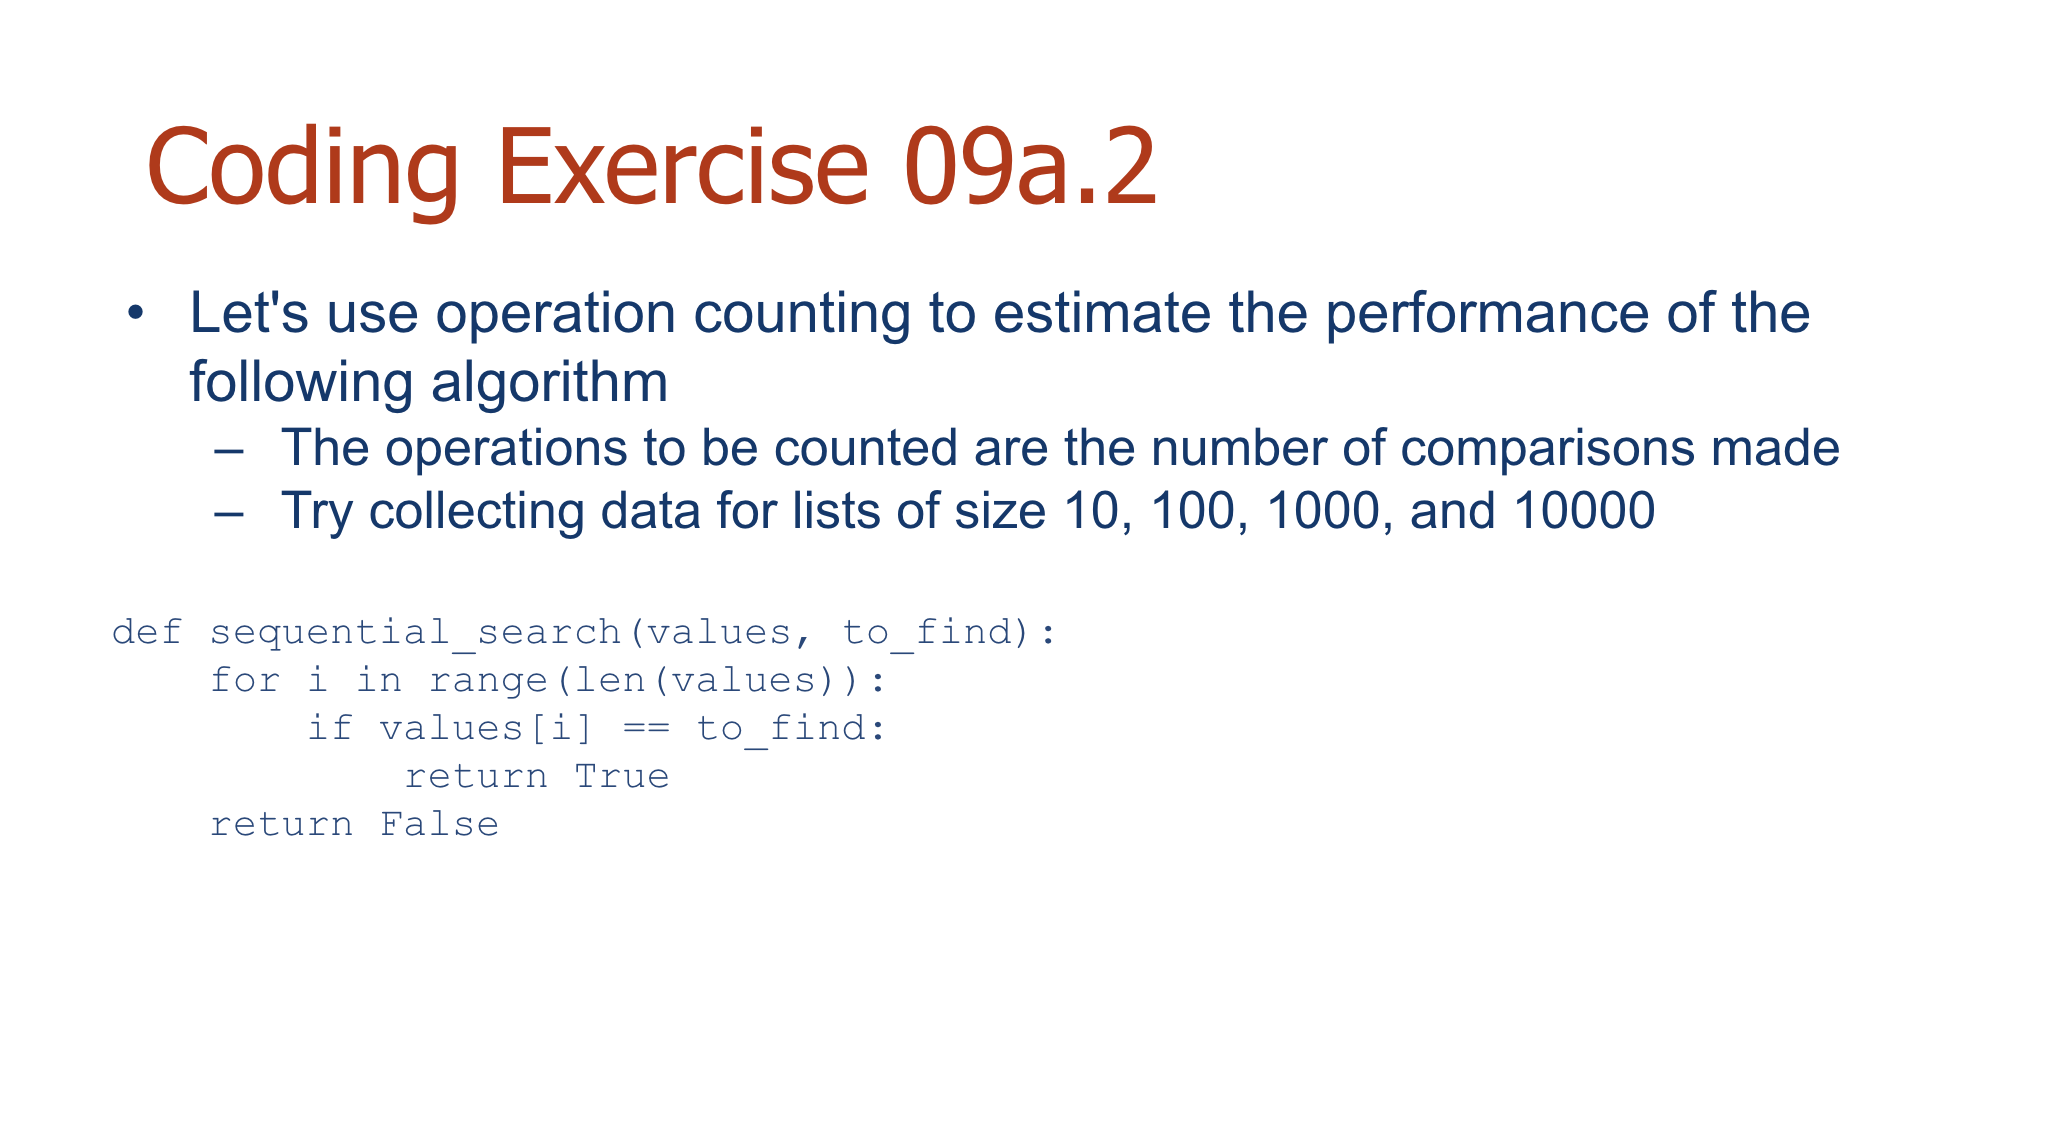 Coding Exercise 09a.2
• Let's use operation counting to estimate the performance of the
following algorithm
– The operations to be counted are the number of comparisons made
– Try collecting data for lists of size 10, 100, 1000, and 10000
def sequential_search(values, to_find):
    for i in range(len(values)):
        if values[i] == to_find:
            return True
    return False